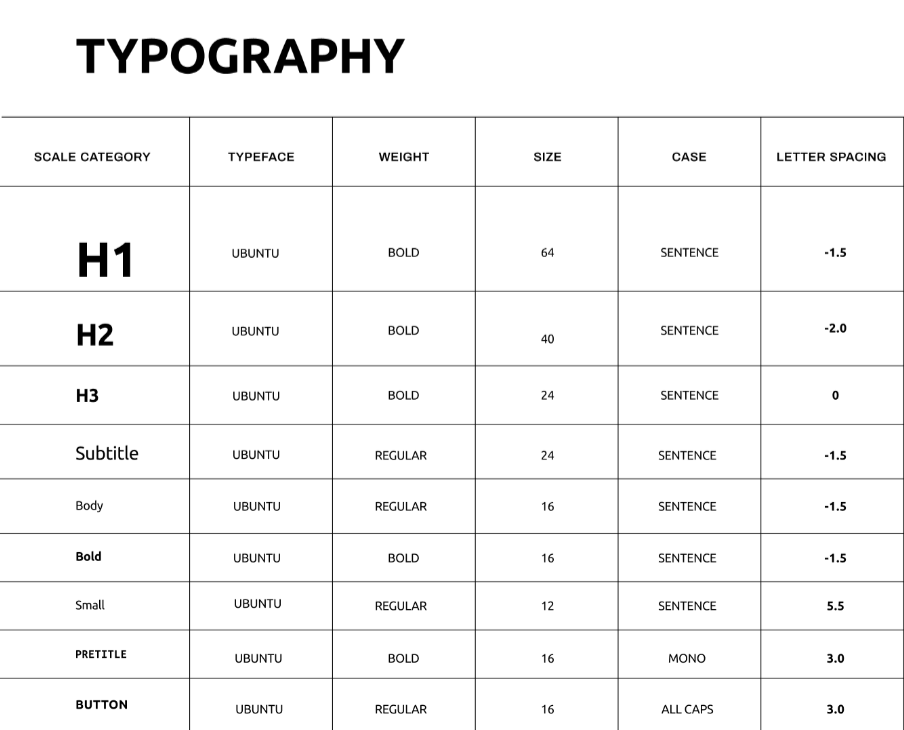 TYPOGRAPHY
SCALE CATEGORY TYPEFACE WEIGHT SIZE CASE LETTER SPACING
H1 UBUNTU BOLD 64 SENTENCE -1.5
H2 UBUNTU BOLD 40 SENTENCE -2.0
H3 UBUNTU BOLD 24 SENTENCE 0
Subtitle UBUNTU REGULAR 24 SENTENCE -1.5
Body UBUNTU REGULAR 16 SENTENCE -1.5
Bold UBUNTU BOLD 16 SENTENCE -1.5
Small UBUNTU REGULAR 12 SENTENCE 5.5
PRETITLE UBUNTU BOLD 16 MONO 3.0
BUTTON UBUNTU REGULAR 16 ALL CAPS 3.0